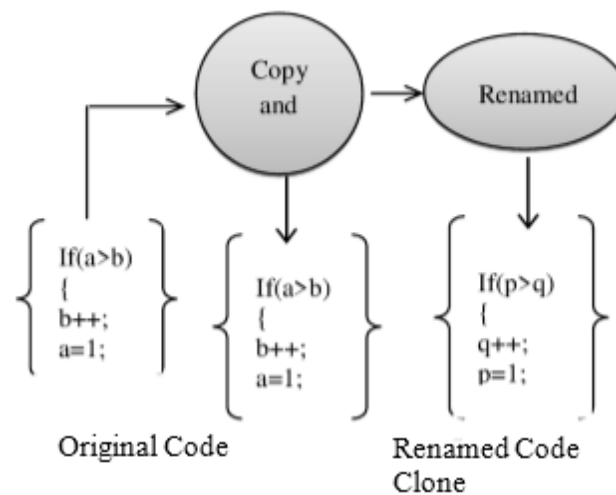 Copy
and
Renamed
If(a>b)
{
b++;
a=1;
If(a>b)
{
b++;
a=1;
If(p>q)
{
q++;
p=1;
Original Code
Renamed Code
Clone